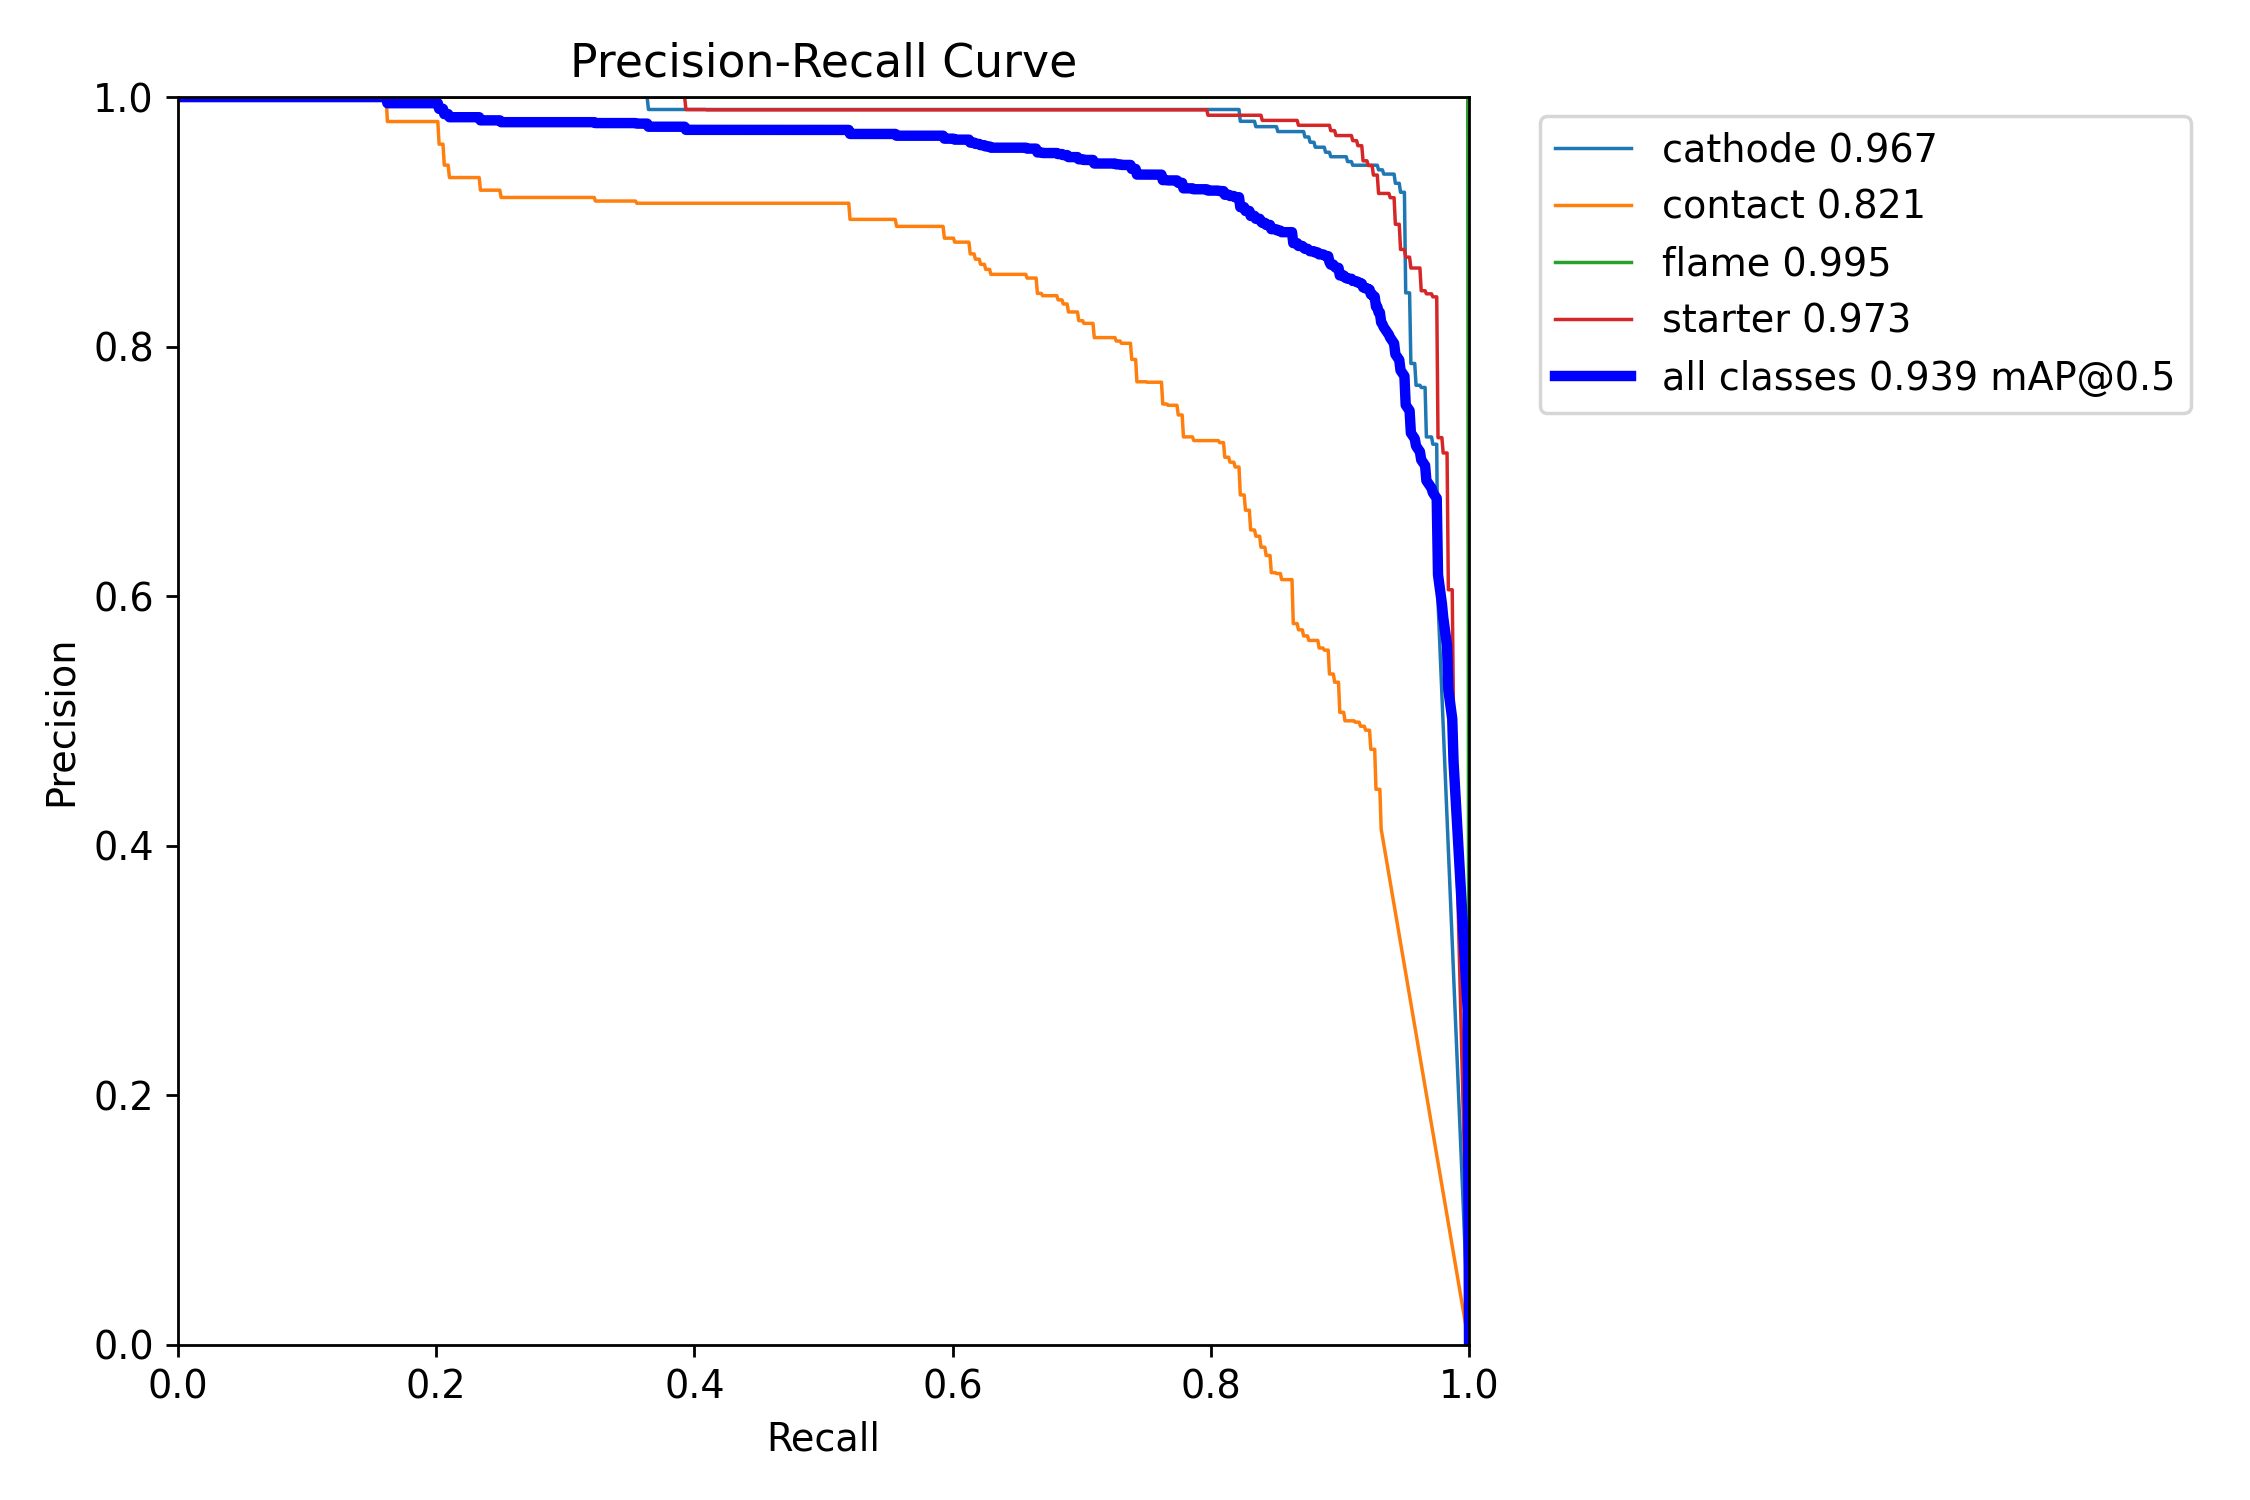 Precision-Recall Curve
1.0
0.8
0.6
0.4
0.2
0.0
Precision
0.0 0.2 0.4 0.6 0.8 1.0
Recall
cathode 0.967
contact 0.821
flame 0.995
starter 0.973
all classes 0.939 mAP@0.5